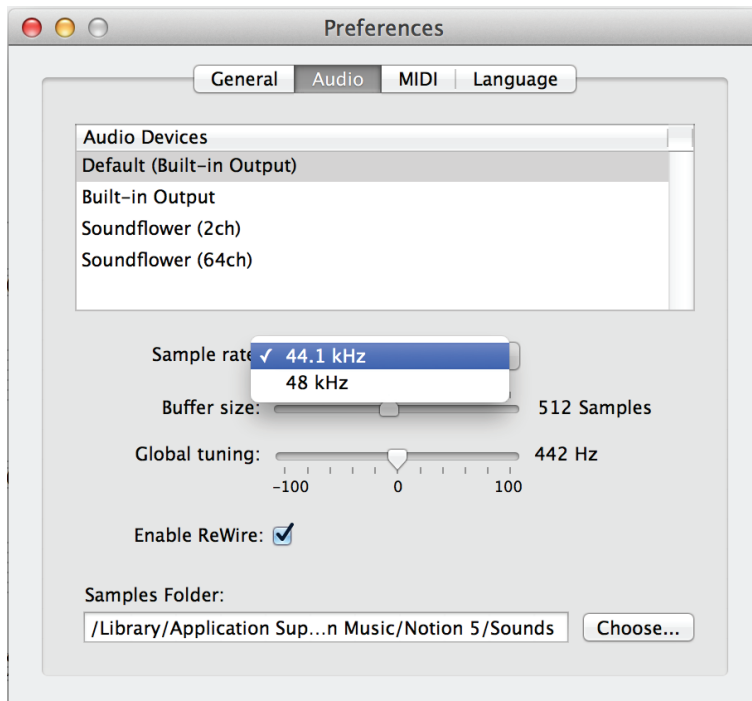 Preferences
General Audio MIDI Language
Audio Devices
Default (Built-in Output)
Built-in Output
Soundflower (2ch)
Soundflower (64ch)
Sample rate ✓ 44.1 kHz
48 kHz
Buffer size: 512 Samples
Global tuning: 442 Hz
-100 0 100
Enable ReWire:
Samples Folder:
/Library/Application Sup...n Music/Notion 5/Sounds Choose...